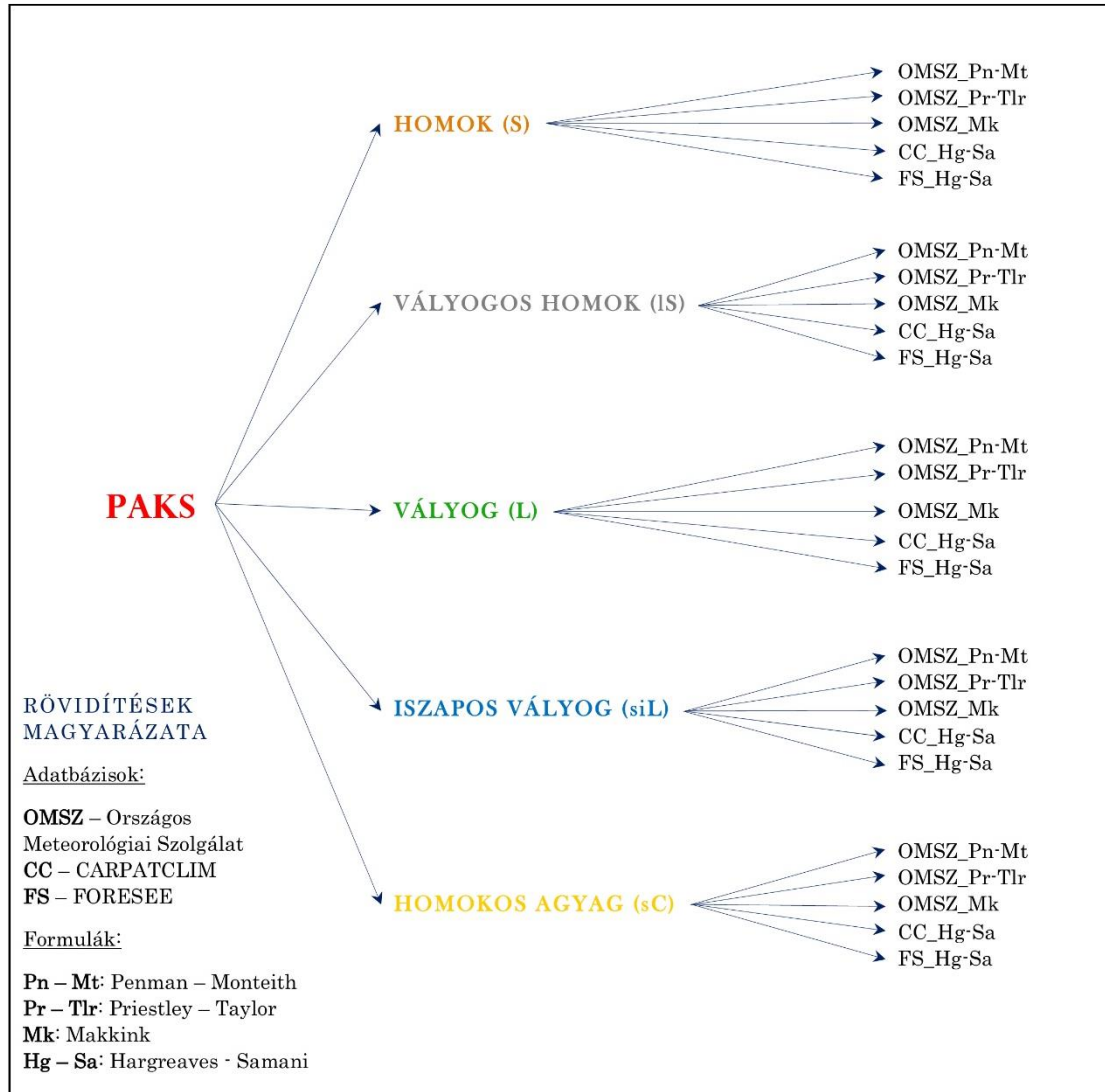 HOMOK (S)
OMSZ_Pn-Mt
OMSZ_Pr-Tlr
OMSZ_Mk
CC_Hg-Sa
FS_Hg-Sa
VÁLYOGOS HOMOK (lS)
OMSZ_Pn-Mt
OMSZ_Pr-Tlr
OMSZ_Mk
CC_Hg-Sa
FS_Hg-Sa
PAKS
VÁLYOG (L)
OMSZ_Pn-Mt
OMSZ_Pr-Tlr
OMSZ_Mk
CC_Hg-Sa
FS_Hg-Sa
ISZAPOS VÁLYOG (siL)
OMSZ_Pn-Mt
OMSZ_Pr-Tlr
OMSZ_Mk
CC_Hg-Sa
FS_Hg-Sa
HOMOKOS AGYAG (sC)
OMSZ_Pn-Mt
OMSZ_Pr-Tlr
OMSZ_Mk
CC_Hg-Sa
FS_Hg-Sa
RÖVIDÍTÉSEK
MAGYARÁZATA
Adatbázisok:
OMSZ – Országos
Meteorológiai Szolgálat
CC – CARPATCLIM
FS – FORESEE
Formulák:
Pn – Mt: Penman – Monteith
Pr – Tlr: Priestley – Taylor
Mk: Makkink
Hg – Sa: Hargreaves - Samani